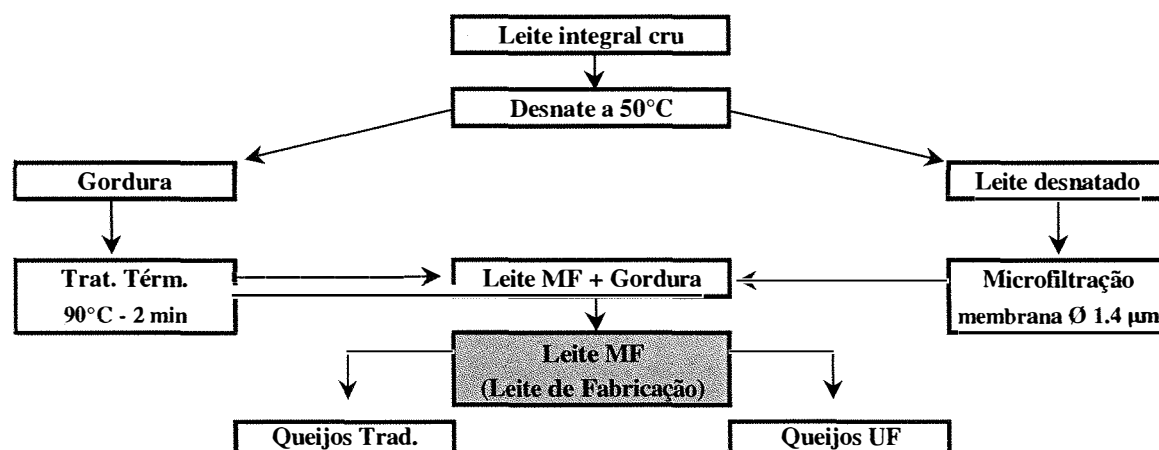 Leite integral cru
Desnate a 50°C
Gordura
Leite desnatado
Trat. Térm.
90°C - 2 min
Leite MF + Gordura
Microfiltração
membrana Ø 1.4 µm
Leite MF
(Leite de Fabricação)
Queijos Trad.
Queijos UF